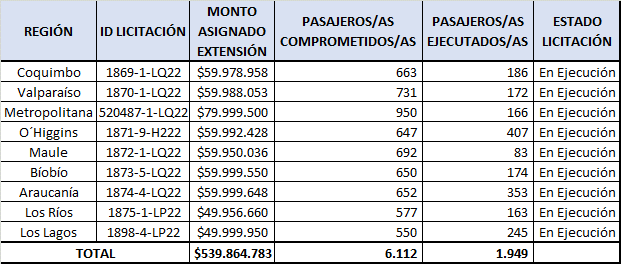 REGIÓN ID LICITACIÓN MONTO ASIGNADO EXTENSIÓN PASAJEROS/AS COMPROMETIDOS/AS PASAJEROS/AS EJECUTADOS/AS ESTADO LICITACIÓN
Coquimbo 1869-1-LQ22 $59.978.958 663 186 En Ejecución
Valparaíso 1870-1-LQ22 $59.988.053 731 172 En Ejecución
Metropolitana 520487-1-LQ22 $79.999.500 950 166 En Ejecución
O´Higgins 1871-9-H222 $59.992.428 647 407 En Ejecución
Maule 1872-1-LQ22 $59.950.036 692 83 En Ejecución
Bíobío 1873-5-LQ22 $59.999.550 650 174 En Ejecución
Araucanía 1874-4-LQ22 $59.999.648 652 353 En Ejecución
Los Ríos 1875-1-LP22 $49.956.660 577 163 En Ejecución
Los Lagos 1898-4-LP22 $49.999.950 550 245 En Ejecución
TOTAL $539.864.783 6.112 1.949